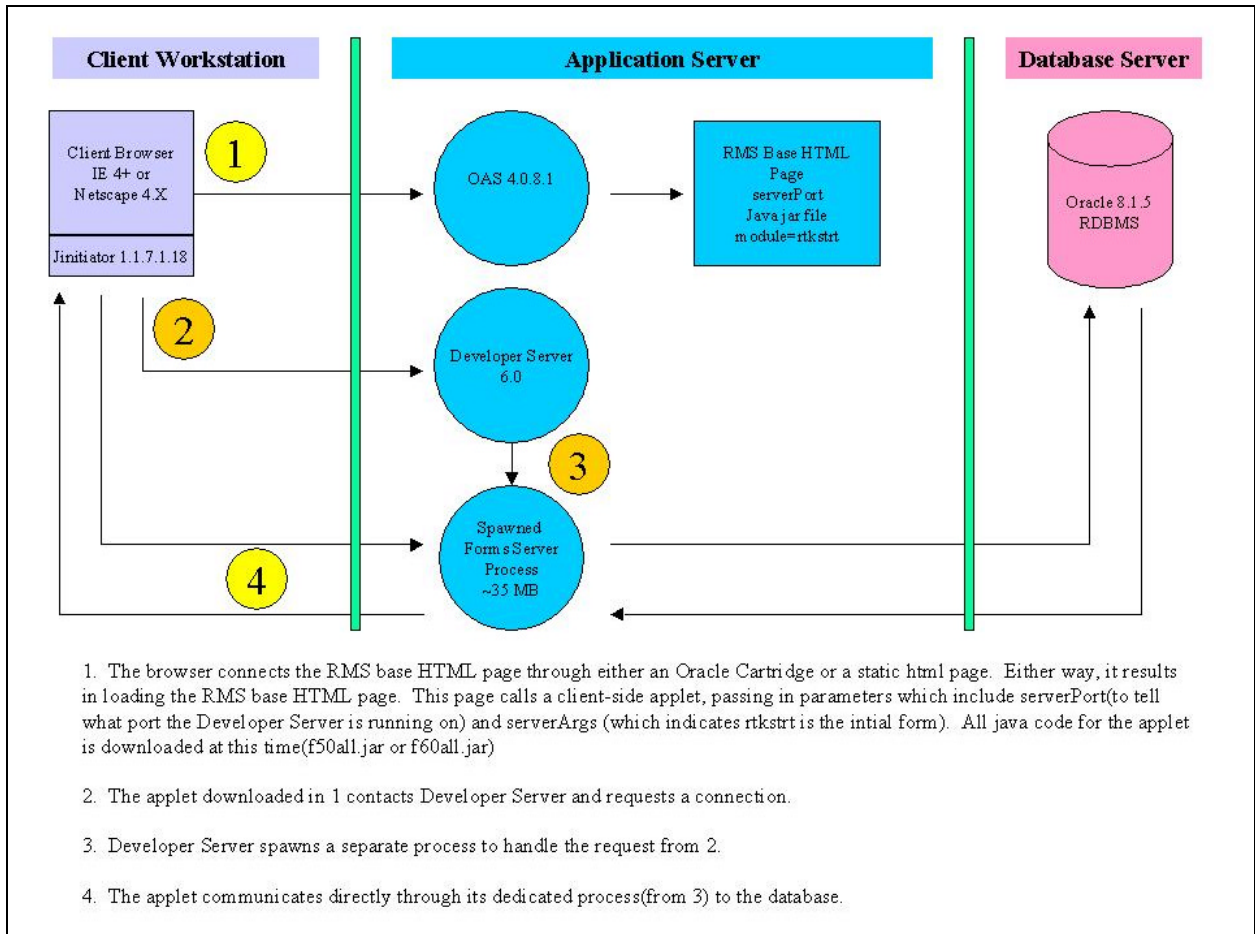 Client Workstation
Application Server
Database Server
Client Browser
IE 4+ or
Netscape 4.X
Jinitiator 1.1.7.1.18
1
OAS 4.0.8.1
RMS Base HTML
Page
serverPort
Java jar file
module=rtkstrt
Oracle 8.1.5
RDBMS
2
Developer Server
6.0
3
Spawned
Forms Server
Process
~35 MB
4
1. The browser connects the RMS base HTML page through either an Oracle Cartridge or a static html page. Either way, it results
in loading the RMS base HTML page. This page calls a client-side applet, passing in parameters which include serverPort(to tell
what port the Developer Server is running on) and serverArgs (which indicates rtkstrt is the intial form). All java code for the applet
is downloaded at this time(f50all.jar or f60all.jar)
2. The applet downloaded in 1 contacts Developer Server and requests a connection.
3. Developer Server spawns a separate process to handle the request from 2.
4. The applet communicates directly through its dedicated process(from 3) to the database.